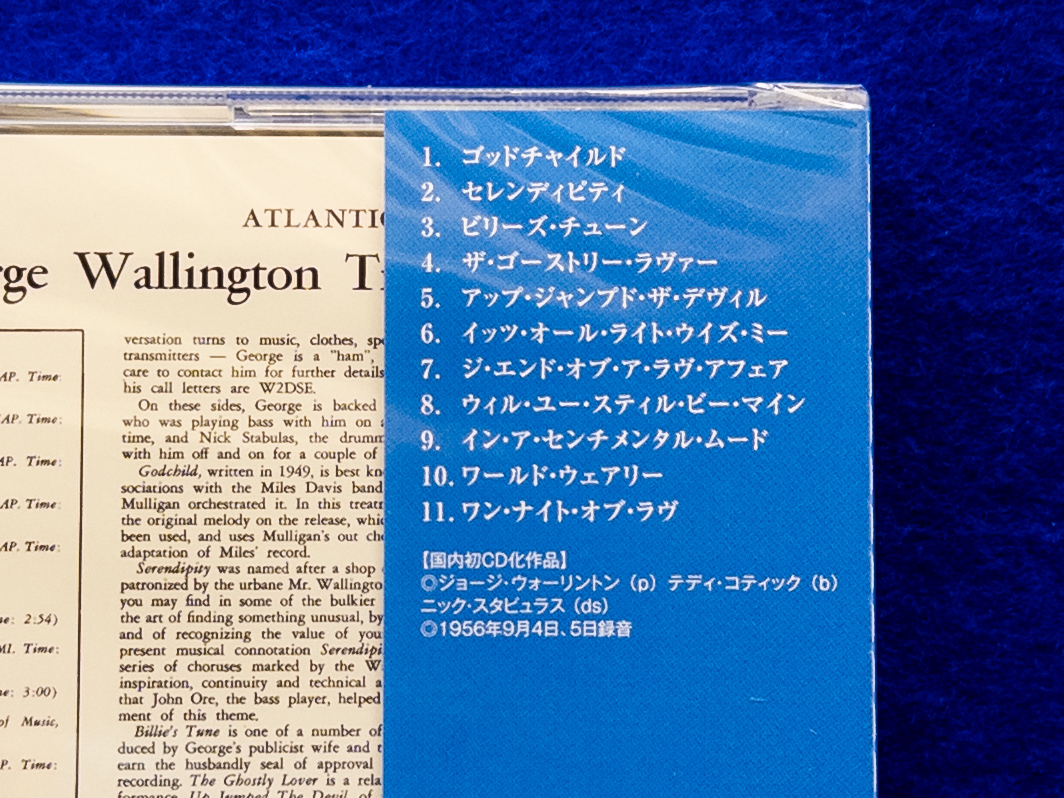 ATLANTIC
Wallington
AP. Time:
AP. Time:
AP. Time:
AP. Time:
AP. Time:
2:54)
Time:
3:00)
of Music,
P. Time:
versation turns to music, clothes,
transmitters — George is a "ham",
care to contact him for further details
his call letters are W2DSE.
On these sides, George is backed
who was playing bass with him on
time, and Nick Stabulas, the
with him off and on for a couple of
Godchild, written in 1949, is best
sociations with the Miles Davis band
Mulligan orchestrated it. In this
the original melody on the release,
been used, and uses Mulligan's out
adaptation of Miles' record.
Serendipity was named after a shop
patronized by the urbane Mr.
you may find in some of the bulkier
the art of finding something unusual, by
and of recognizing the value of
present musical connotation
series of choruses marked by the
inspiration, continuity and technical
that John Ore, the bass player, helped
ment of this theme.
Billie's Tune is one of a number of
duced by George's publicist wife and
earn the husbandly seal of approval
recording. The Ghostly Lover is a
Up Jumped The Devil,
1. ゴッドチャイルド
2. セレンディピティ
3. ビリーズ・チューン
4. ザ・ゴーストリー・ラヴァー
5. アップ・ジャンプド・ザ・デヴィル
6. イッツ・オール・ライト・ウイズ・ミー
7. ジ・エンド・オブ・ア・ラヴ・アフェア
8. ウィル・ユー・スティル・ビー・マイン
9. イン・ア・センチメンタル・ムード
10. ワールド・ウェアリー
11. ワン・ナイト・オブ・ラヴ
【国内初CD化作品】
◎ジョージ・ウォーリントン（p）テディ・コティック（b）
ニック・スタビュラス（ds）
◎1956年9月4日、5日録音